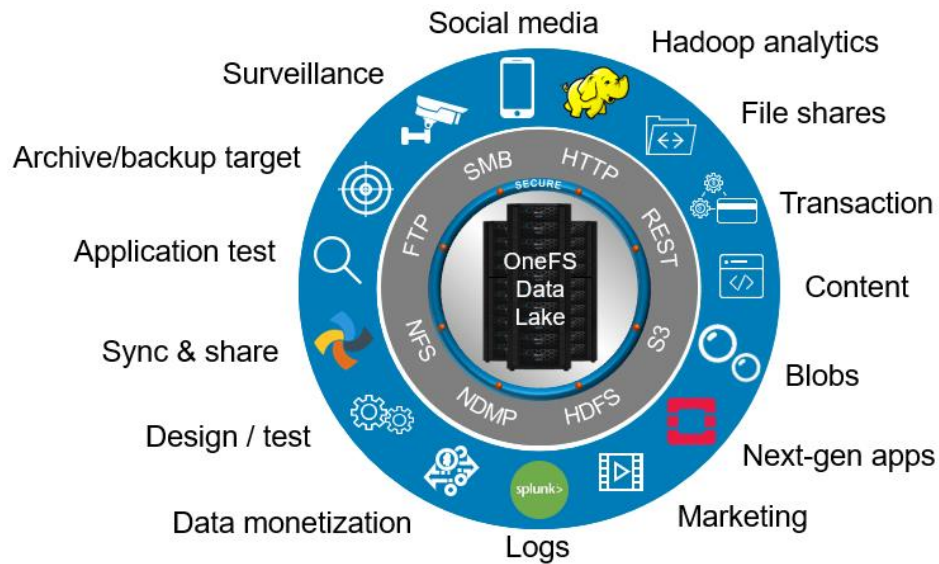 Social media
Hadoop analytics
Surveillance
File shares
Archive/backup target
Transaction
Application test
Content
Sync & share
Blobs
Design / test
Next-gen apps
Data monetization
Marketing
Logs
SMB
HTTP
FTP
REST
NFS
S3
NDMP
HDFS
SECURE
OneFS
Data
Lake
splunk>